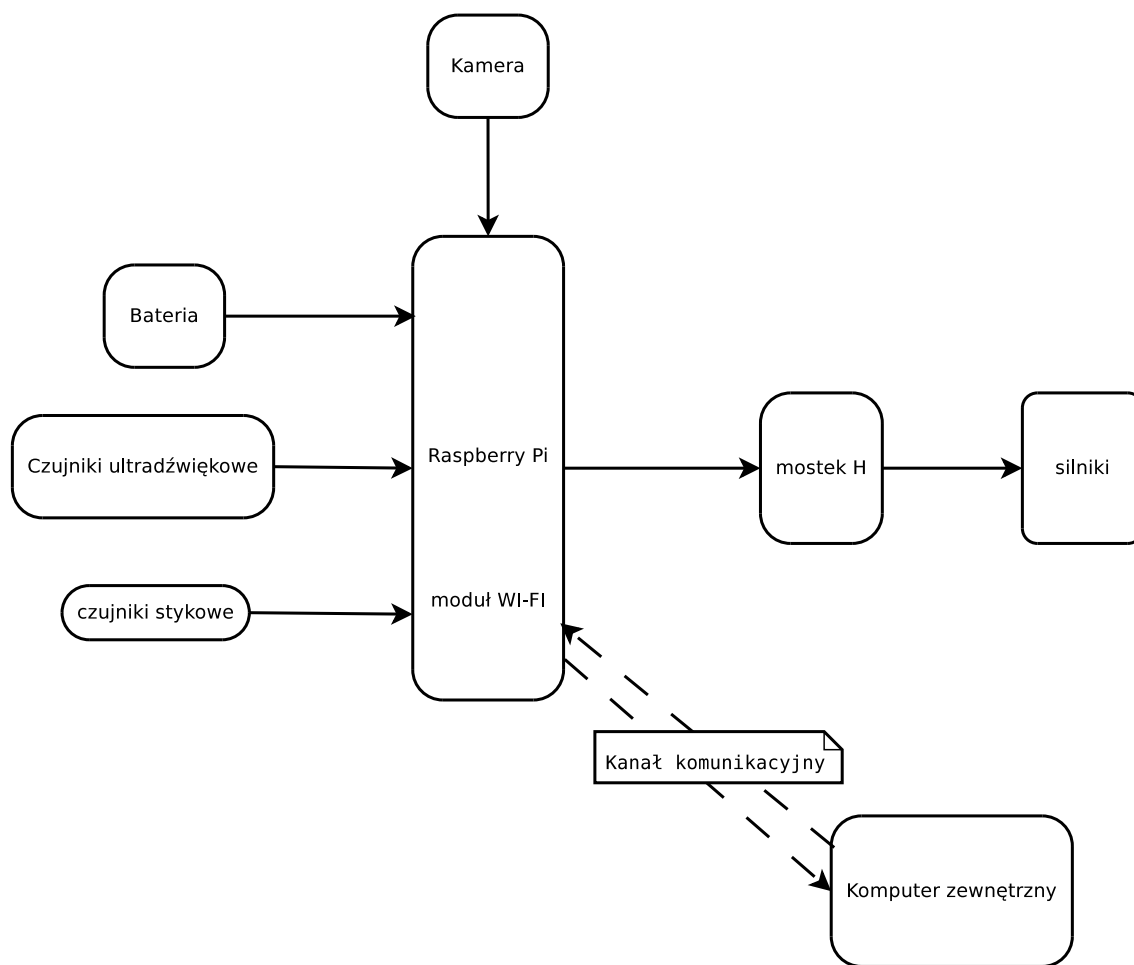 Kamera
Bateria
Czujniki ultradźwiękowe
Raspberry Pi
mostek H
silniki
czujniki stykowe
moduł WI-FI
Kanał komunikacyjny
Komputer zewnętrzny